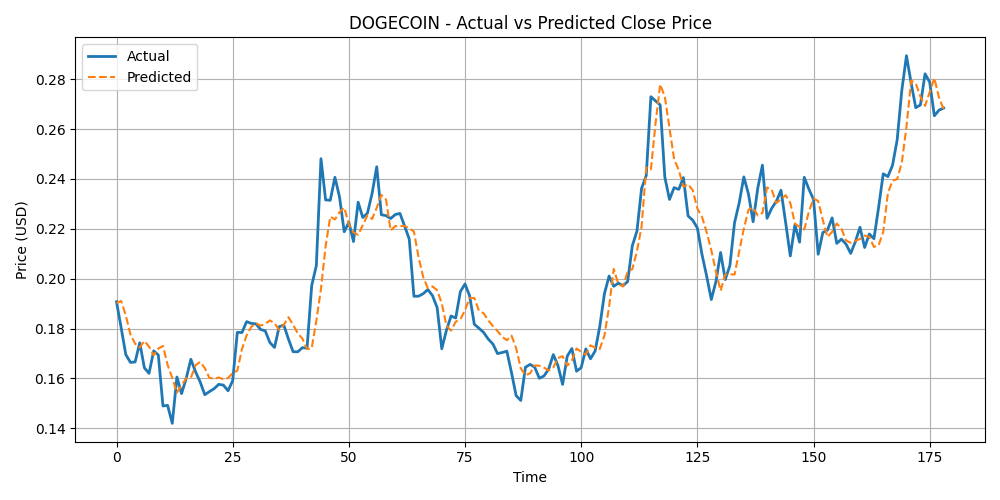 DOGECOIN - Actual vs Predicted Close Price
Actual
Predicted
Price (USD)
0.28
0.26
0.24
0.22
0.20
0.18
0.16
0.14
0 25 50 75 100 125 150 175
Time